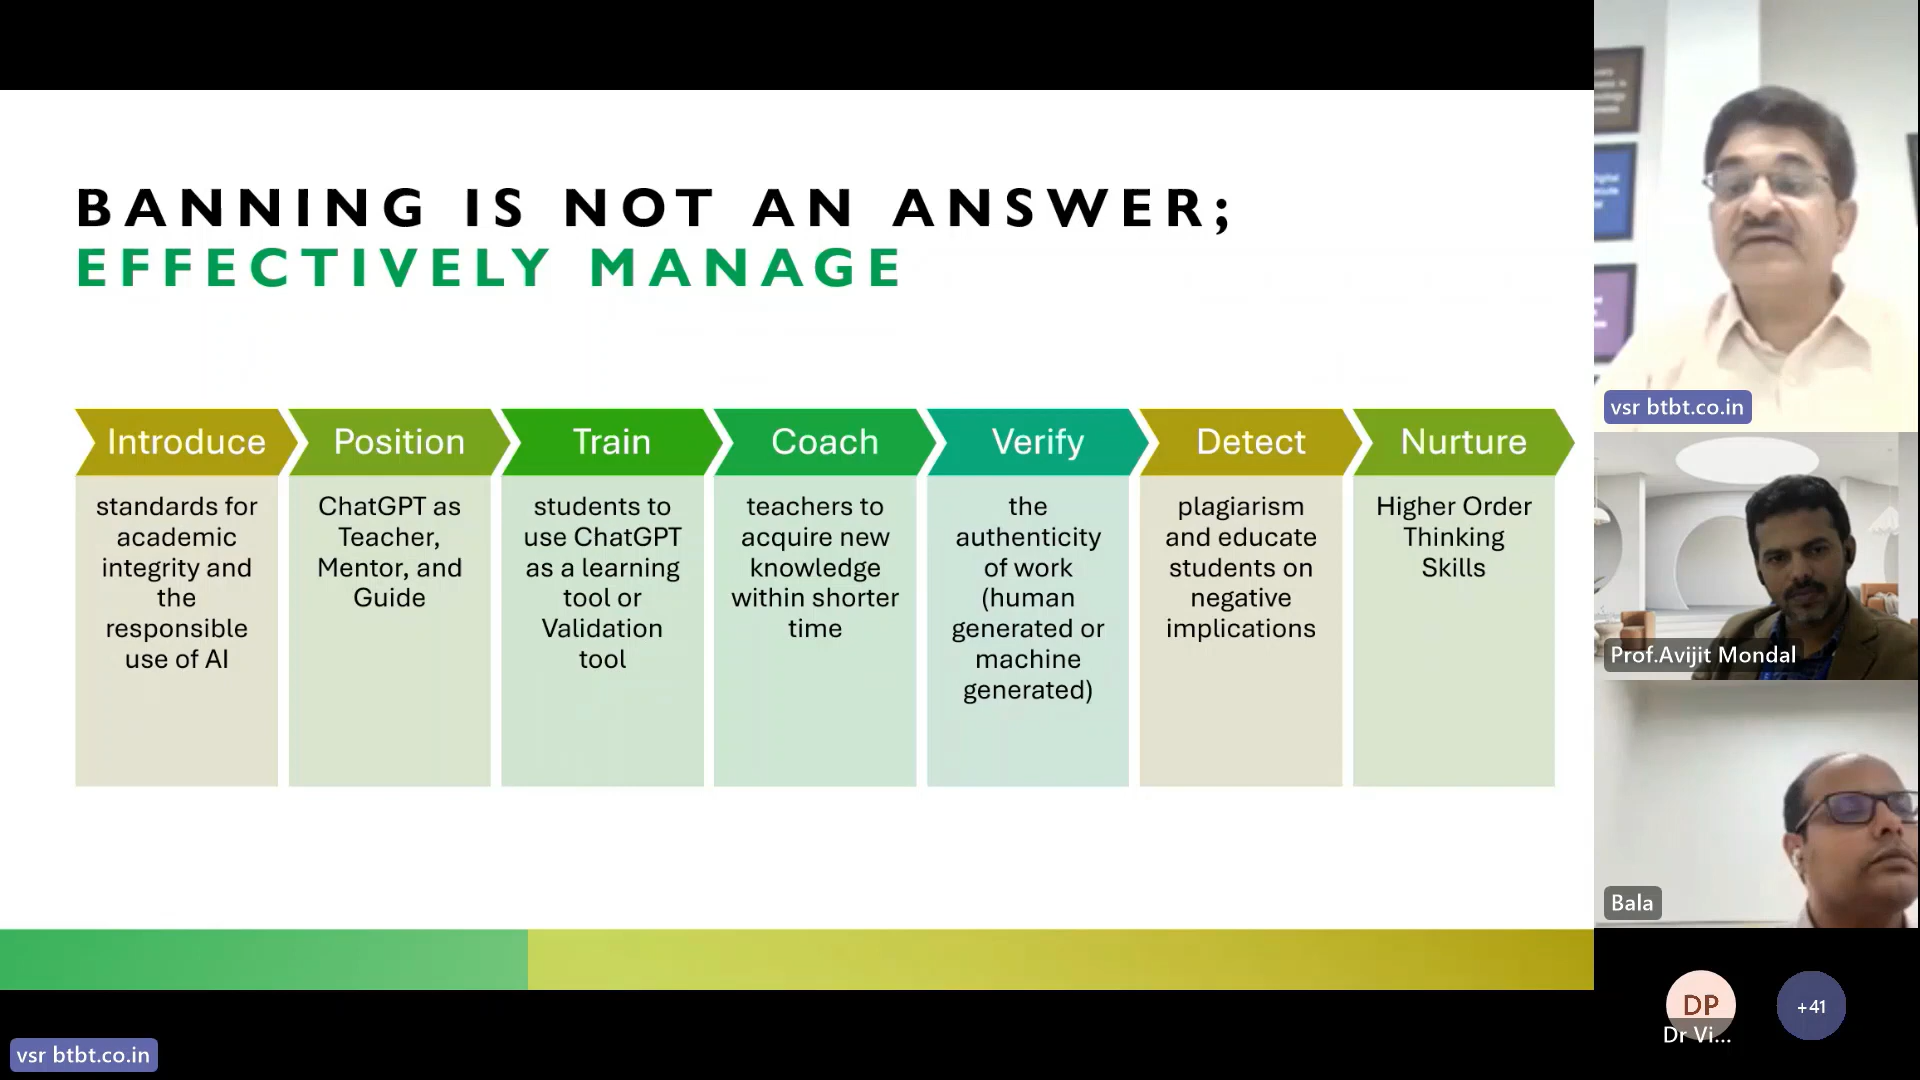 BANNING IS NOT AN ANSWER;
EFFECTIVELY MANAGE
Introduce
standards for
academic
integrity and
the
responsible
use of AI
Position
ChatGPT as
Teacher,
Mentor, and
Guide
Train
students to
use ChatGPT
as a learning
tool or
Validation
tool
Coach
teachers to
acquire new
knowledge
within shorter
time
Verify
the
authenticity
of work
(human
generated or
machine
generated)
Detect
plagiarism
and educate
students on
negative
implications
Nurture
Higher Order
Thinking
Skills
vsr btbt.co.in
Prof.Avijit Mondal
Bala
DP
Dr Vi...
+41
vsr btbt.co.in